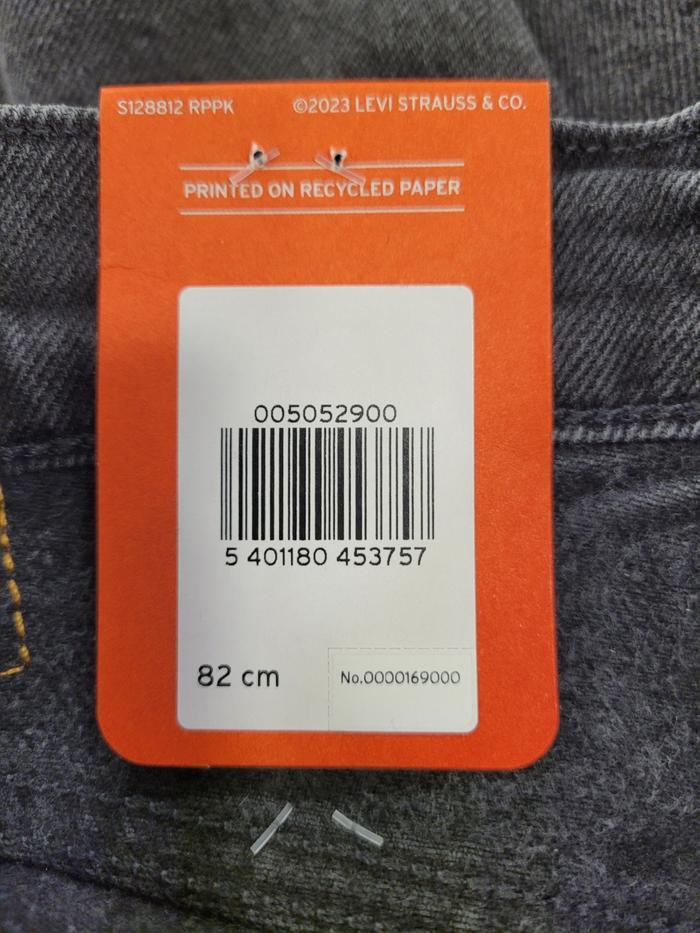 S128812 RPPK ©2023 LEVI STRAUSS & CO.
PRINTED ON RECYCLED PAPER
005052900
5 401180 453757
82 cm
No.0000169000